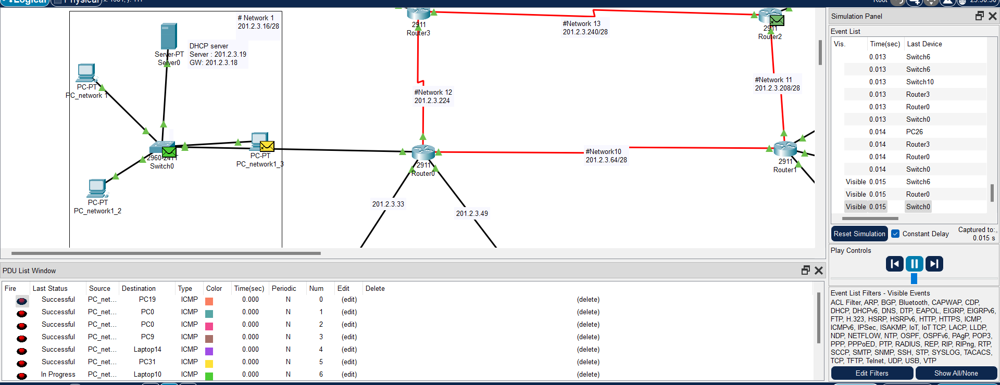 Logical
Physical
x: 1081, y: 111
Root
23:30:30
# Network 1
201.2.3.16/28
DHCP server
Server : 201.2.3.19
GW: 201.2.3.18
Server-PT
Server0
PC-PT
PC_network 1
2960-24TT
Switch0
PC-PT
PC_network1_3
PC-PT
PC_network1_2
2911
Router3
#Network 13
201.2.3.240/28
2911
Router2
#Network 12
201.2.3.224
#Network 11
201.2.3.208/28
2911
Router0
#Network10
201.2.3.64/28
2911
Router1
201.2.3.33
201.2.3.49
Simulation Panel
Event List
Vis. Time(sec) Last Device
0.013 Switch6
0.013 Switch6
0.013 Switch10
0.013 Router3
0.013 Router0
0.013 Switch0
0.014 PC26
0.014 Router3
0.014 Router0
0.014 Switch0
Visible 0.015 Switch6
Visible 0.015 Router0
Visible 0.015 Switch0
Reset Simulation
Constant Delay
Captured to:
0.015 s
Play Controls
Event List Filters - Visible Events
ACL Filter, ARP, BGP, Bluetooth, CAPWAP, CDP,
DHCP, DHCPv6, DNS, DTP, EAPOL, EIGRP, EIGRPv6,
FTP, H.323, HSRP, HSRPv6, HTTP, HTTPS, ICMP,
ICMPv6, IPSec, ISAKMP, IoT, IoT TCP, LACP, LLDP,
NDP, NETFLOW, NTP, OSPF, OSPFv6, PAgP, POP3,
PPP, PPPoED, PTP, RADIUS, REP, RIP, RIPng, RTP,
SCCP, SMTP, SNMP, SSH, STP, SYSLOG, TACACS,
TCP, TFTP, Telnet, UDP, USB, VTP
Edit Filters
Show All/None
PDU List Window
Fire Last Status Source Destination Type Color Time(sec) Periodic Num Edit Delete
Successful PC_net... PC19 ICMP 0.000 N 0 (edit) (delete)
Successful PC_net... PC0 ICMP 0.000 N 1 (edit) (delete)
Successful PC_net... PC0 ICMP 0.000 N 2 (edit) (delete)
Successful PC_net... PC9 ICMP 0.000 N 3 (edit) (delete)
Successful PC_net... Laptop14 ICMP 0.000 N 4 (edit) (delete)
Successful PC_net... PC31 ICMP 0.000 N 5 (edit) (delete)
In Progress PC_net... Laptop10 ICMP 0.000 N 6 (edit) (delete)